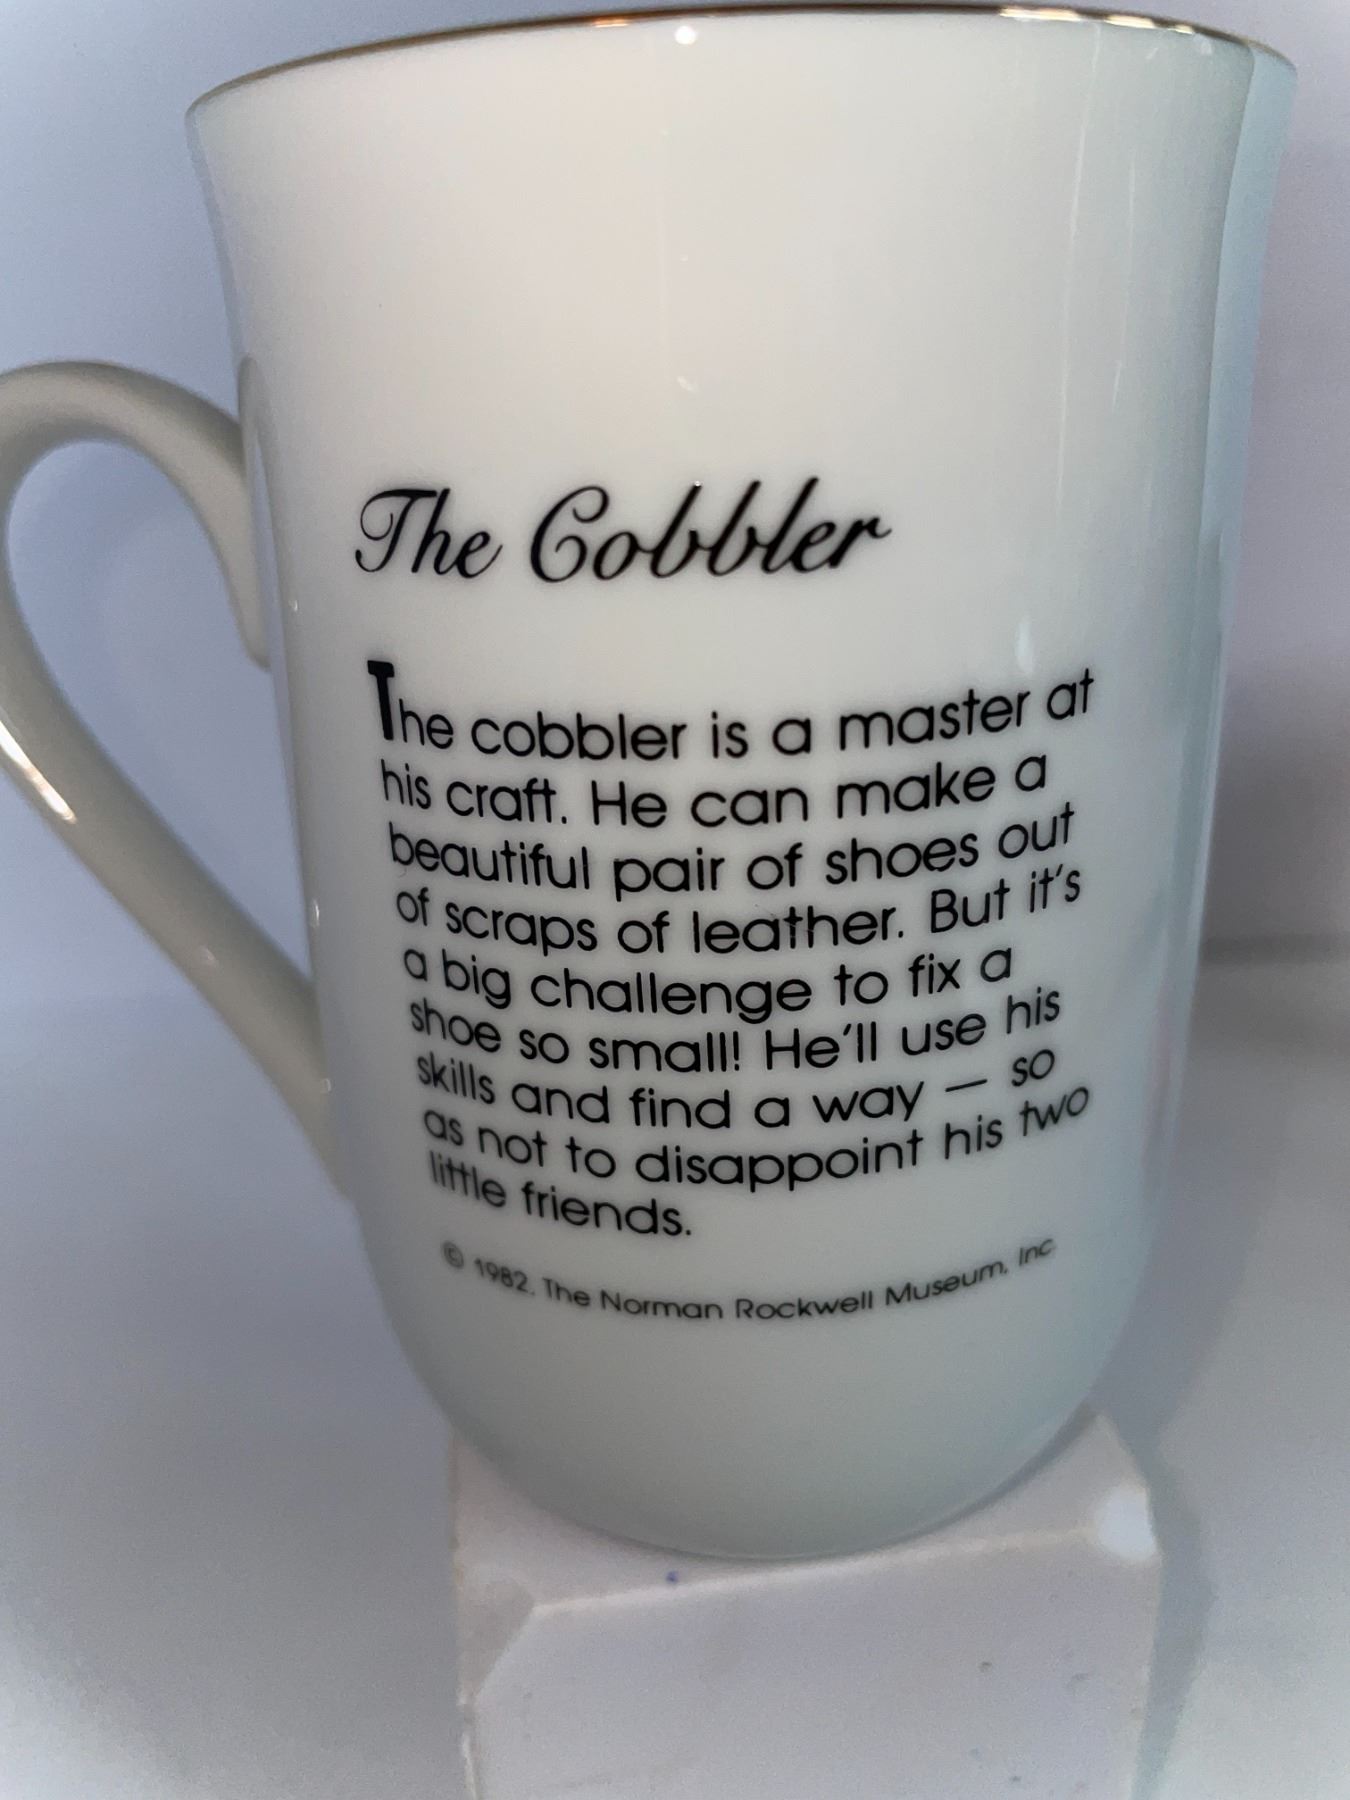 The Cobbler
The cobbler is a master at
his craft. He can make a
beautiful pair of shoes out
of scraps of leather. But it's
a big challenge to fix a
shoe so small! He'll use his
skills and find a way — so
as not to disappoint his two
little friends.
© 1982, The Norman Rockwell Museum, Inc